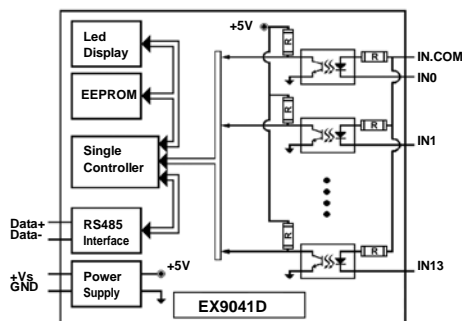 Led
Display
EEPROM
Single
Controller
RS485
Interface
Power
Supply
Data+
Data-
+Vs
GND
+5V
+5V
R
R
IN.COM
IN0
R
R
IN1
R
R
IN13
EX9041D